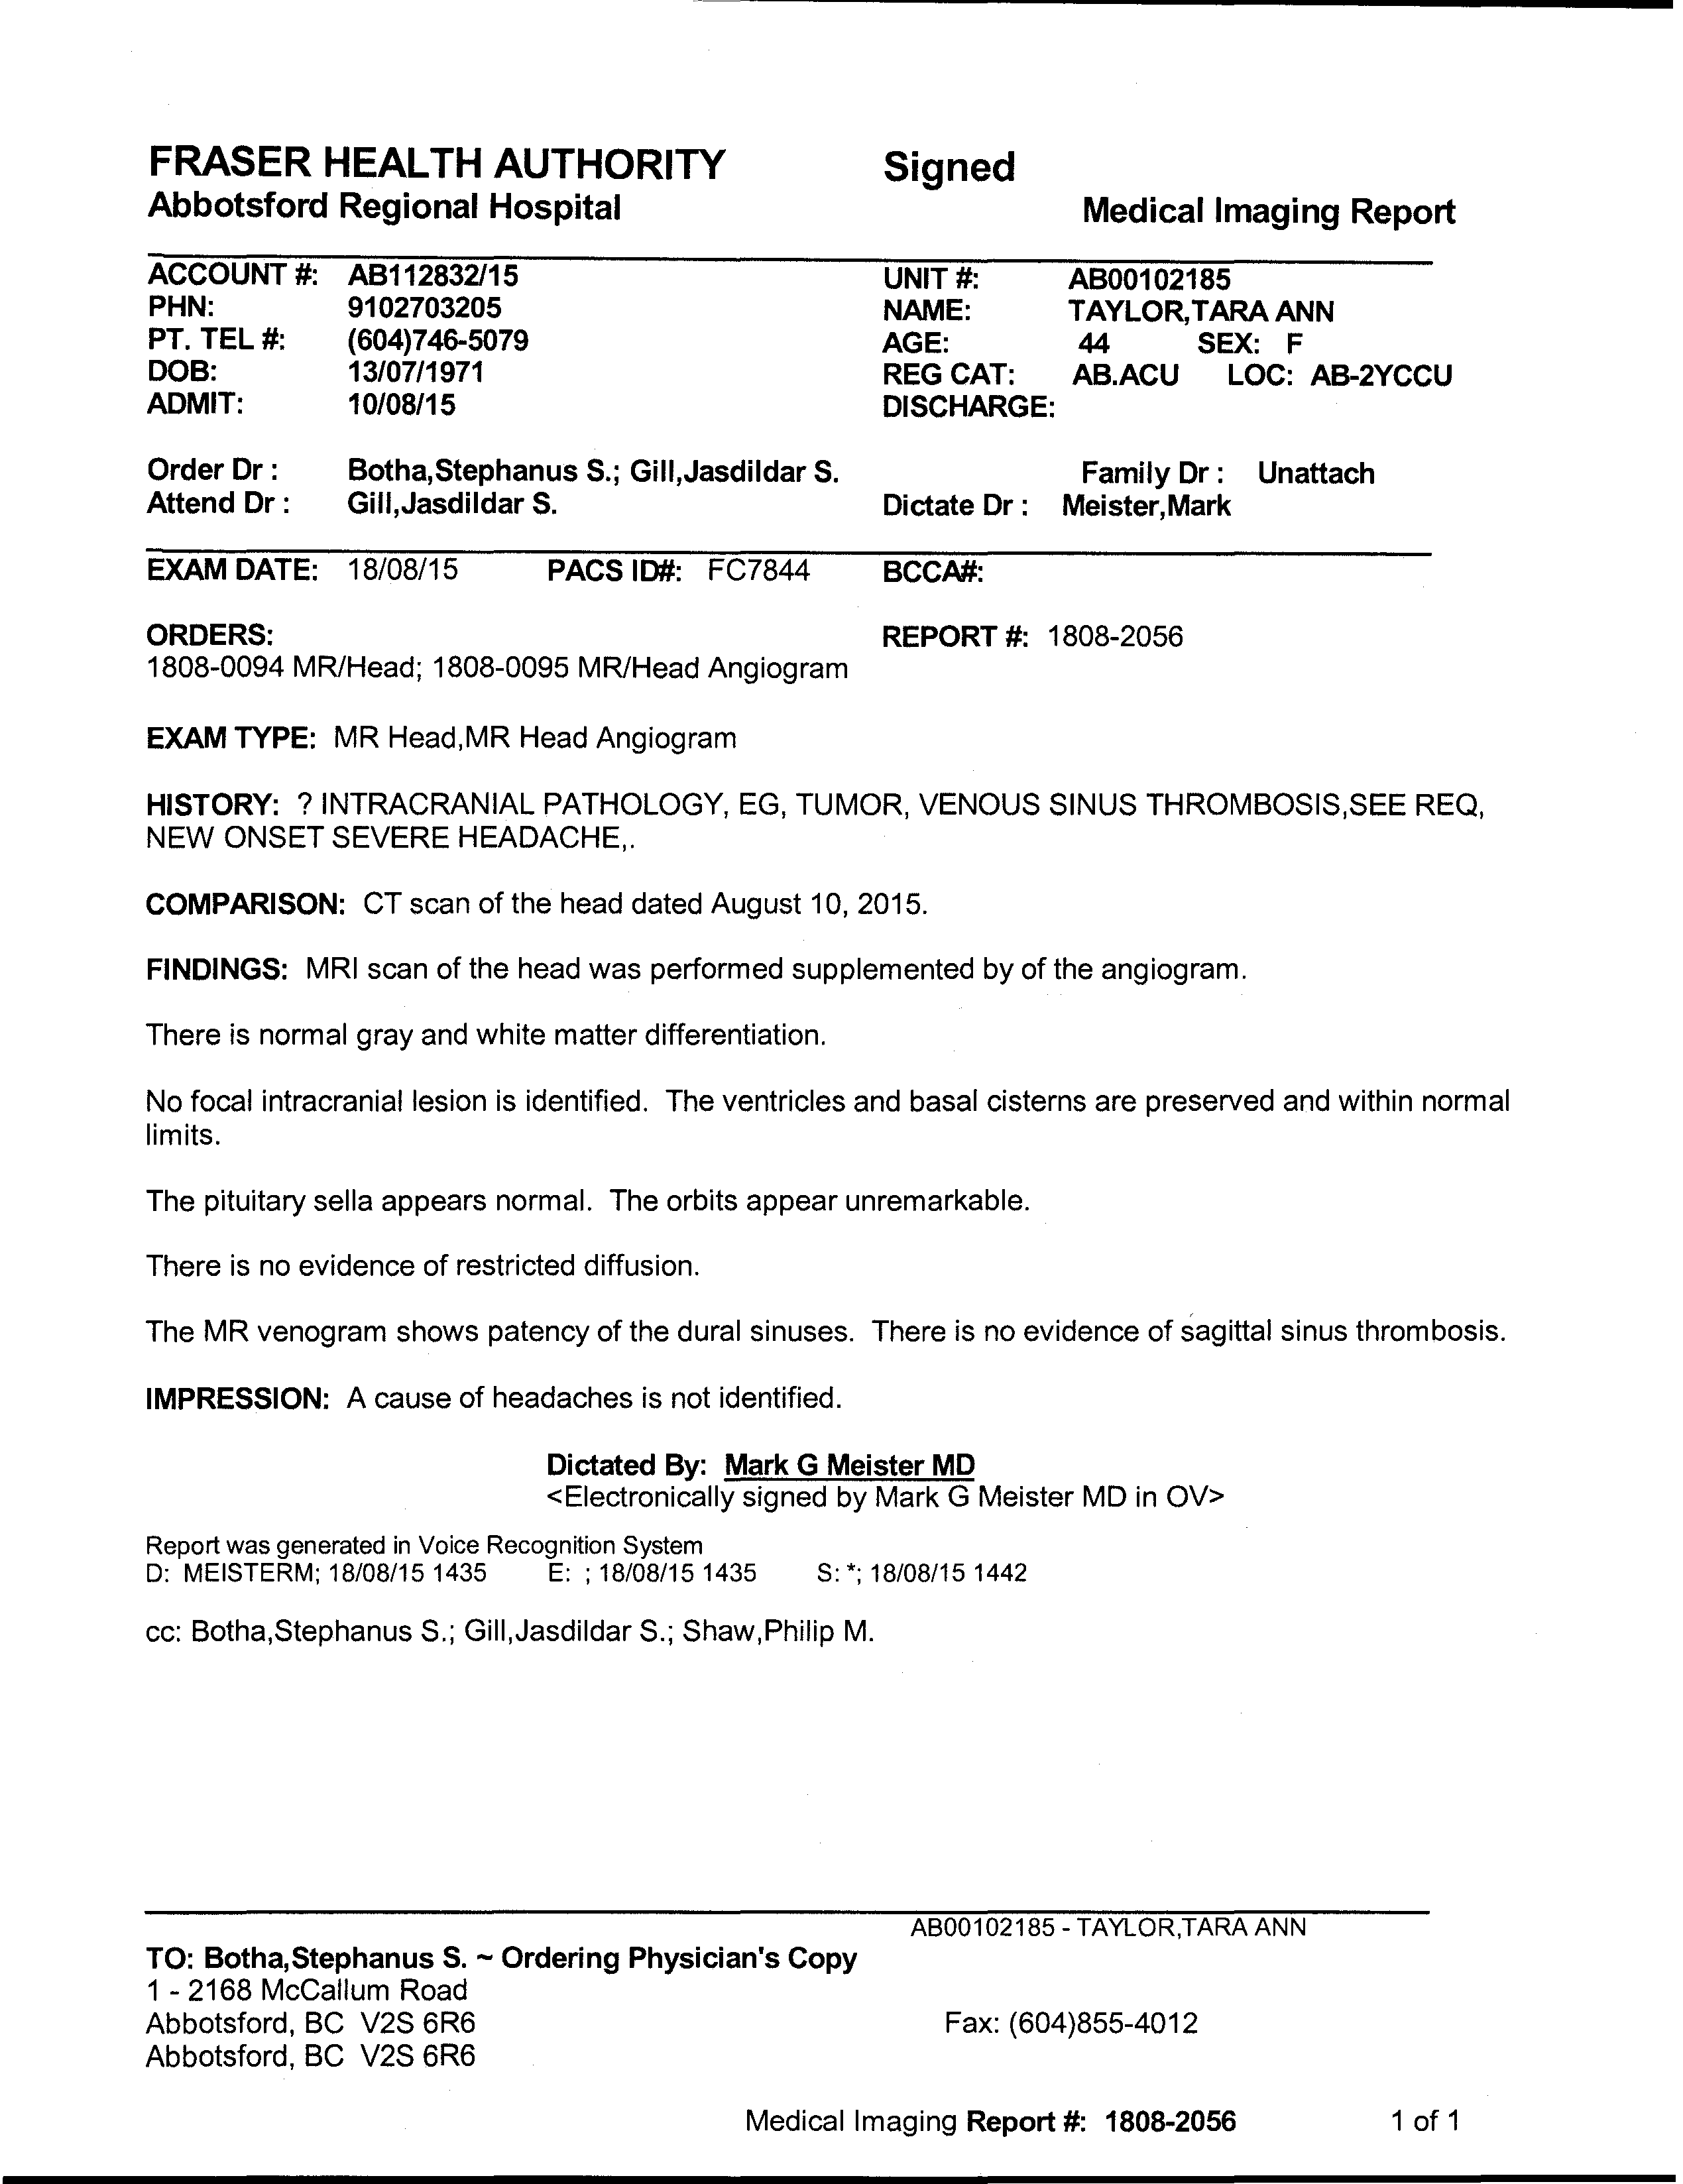 FRASER HEALTH AUTHORITY Signed
Abbotsford Regional Hospital Medical Imaging Report
ACCOUNT #: AB112832/15 UNIT #: AB00102185
PHN: 9102703205 NAME: TAYLOR,TARA ANN
PT. TEL #: (604)746-5079 AGE: 44 SEX: F
DOB: 13/07/1971 REG CAT: AB.ACU LOC: AB-2YCCU
ADMIT: 10/08/15 DISCHARGE:
Order Dr : Botha,Stephanus S.; Gill,Jasdildar S. Family Dr : Unattach
Attend Dr : Gill,Jasdildar S. Dictate Dr : Meister,Mark
EXAM DATE: 18/08/15 PACS ID#: FC7844 BCCA#:
ORDERS: REPORT #: 1808-2056
1808-0094 MR/Head; 1808-0095 MR/Head Angiogram
EXAM TYPE: MR Head,MR Head Angiogram
HISTORY: ? INTRACRANIAL PATHOLOGY, EG, TUMOR, VENOUS SINUS THROMBOSIS,SEE REQ,
NEW ONSET SEVERE HEADACHE,.
COMPARISON: CT scan of the head dated August 10, 2015.
FINDINGS: MRI scan of the head was performed supplemented by of the angiogram.
There is normal gray and white matter differentiation.
No focal intracranial lesion is identified. The ventricles and basal cisterns are preserved and within normal
limits.
The pituitary sella appears normal. The orbits appear unremarkable.
There is no evidence of restricted diffusion.
The MR venogram shows patency of the dural sinuses. There is no evidence of sagittal sinus thrombosis.
IMPRESSION: A cause of headaches is not identified.
Dictated By: Mark G Meister MD
<Electronically signed by Mark G Meister MD in OV>
Report was generated in Voice Recognition System
D: MEISTERM; 18/08/15 1435 E: ; 18/08/15 1435 S: *; 18/08/15 1442
cc: Botha,Stephanus S.; Gill,Jasdildar S.; Shaw,Philip M.
AB00102185 - TAYLOR,TARA ANN
TO: Botha,Stephanus S. ~ Ordering Physician's Copy
1 - 2168 McCallum Road
Abbotsford, BC V2S 6R6 Fax: (604)855-4012
Abbotsford, BC V2S 6R6
Medical Imaging Report #: 1808-2056 1 of 1